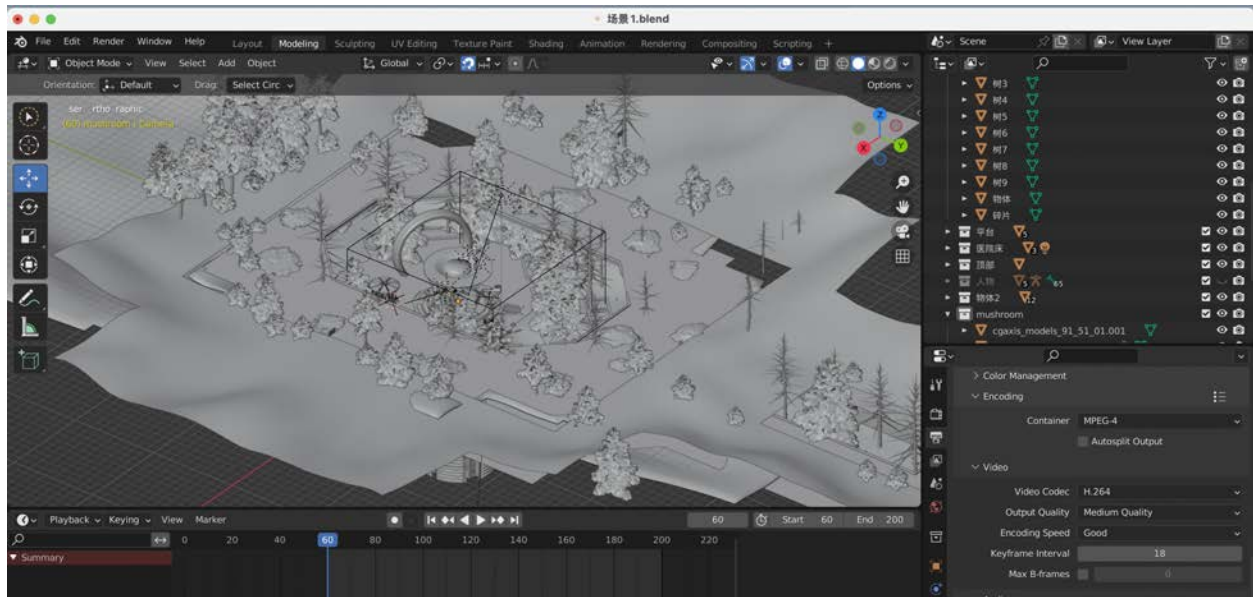 场景1.blend
File Edit Render Window Help Layout Modeling Sculpting UV Editing Texture Paint Shading Animation Rendering Compositing Scripting + Scene View Layer
Object Mode View Select Add Object Global Options
Orientation: Default Drag: Select Circ
树3
树4
树5
树6
树7
树8
树9
物体
碎片
平台 5
医院床 3
顶部
人物 5 65
物体2 12
mushroom
cgaxis_models_91_51_01.001
X Y Z
Color Management
Encoding
Container MPEG-4
Autosplit Output
Video
Video Codec H.264
Output Quality Medium Quality
Encoding Speed Good
Keyframe Interval 18
Max B-frames 0
Playback Keying View Marker 60 Start 60 End 200
0 20 40 60 80 100 120 140 160 180 200 220
Summary